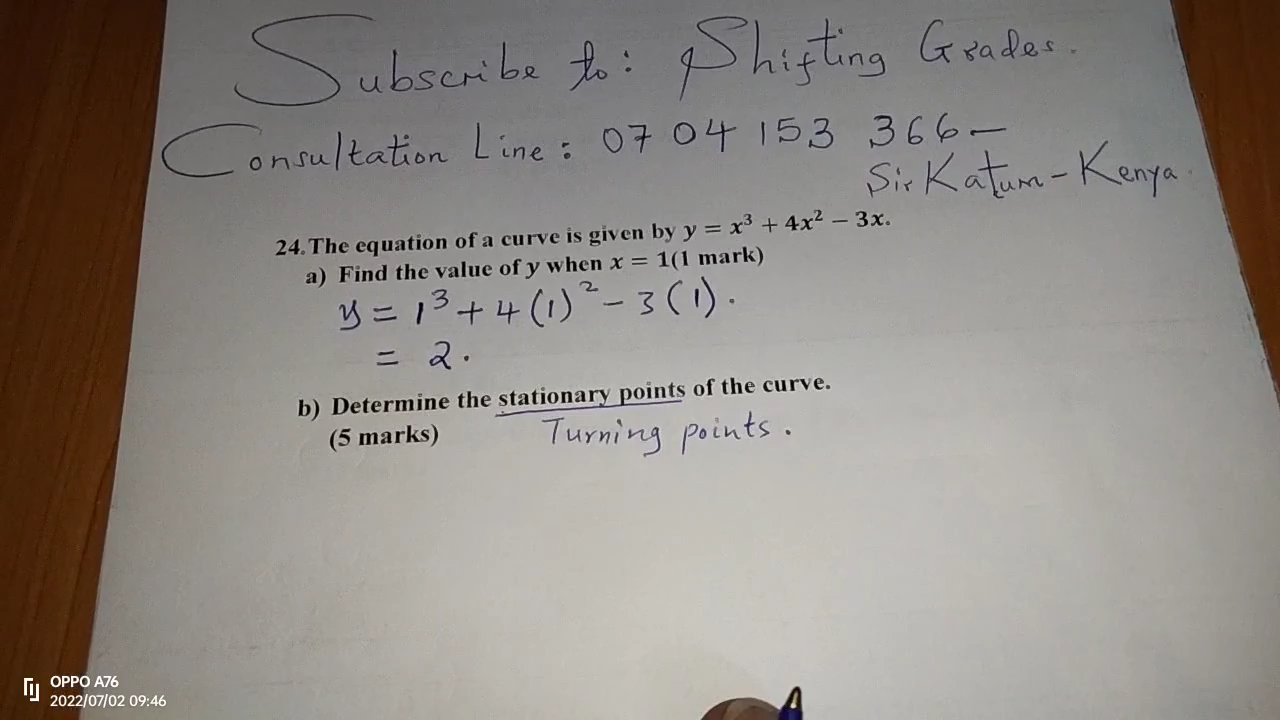 Subscribe to: Shifting Grades.
Consultation Line: 0704 153 366 –
Sir Katum - Kenya.
24. The equation of a curve is given by y = x³ + 4x² − 3x.
a) Find the value of y when x = 1(1 mark)
y = 1³ + 4(1)² − 3(1).
= 2.
b) Determine the stationary points of the curve.
(5 marks) Turning points.
OPPO A76
2022/07/02 09:46